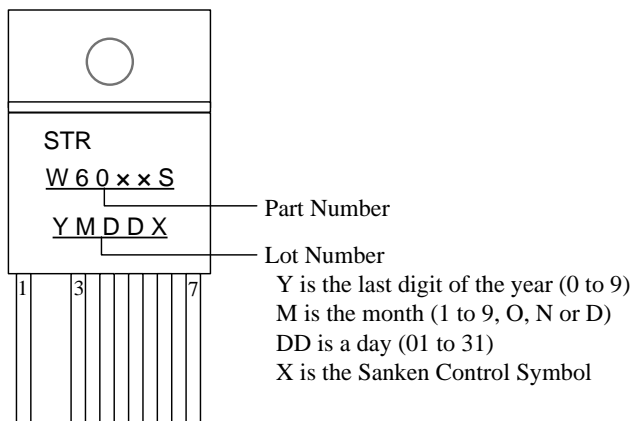 STR
W 6 0 × × S
Part Number
Y M D D X
Lot Number
Y is the last digit of the year (0 to 9)
M is the month (1 to 9, O, N or D)
DD is a day (01 to 31)
X is the Sanken Control Symbol
1 3 7